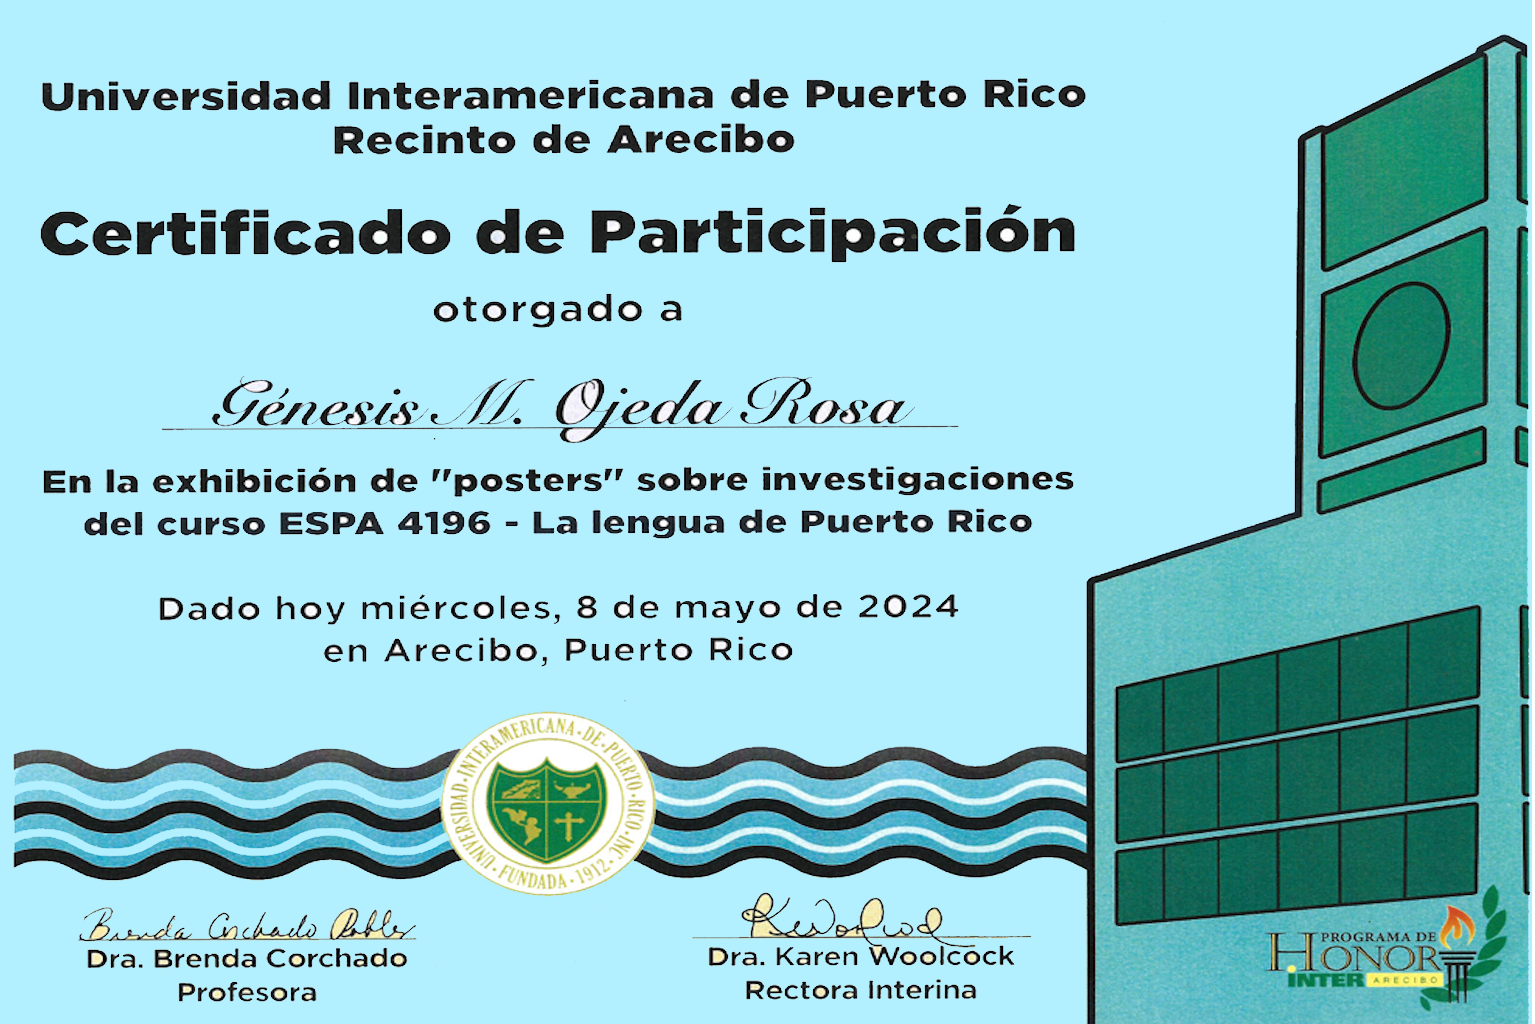 Universidad Interamericana de Puerto Rico
Recinto de Arecibo
Certificado de Participación
otorgado a
Génesis M. Ojeda Rosa
En la exhibición de "posters" sobre investigaciones
del curso ESPA 4196 - La lengua de Puerto Rico
Dado hoy miércoles, 8 de mayo de 2024
en Arecibo, Puerto Rico
UNIVERSIDAD·INTERAMERICANA·DE·PUERTO·RICO·INC·
FUNDADA·1912
Brenda Corchado Robles
KWoolcock
Dra. Brenda Corchado
Profesora
Dra. Karen Woolcock
Rectora Interina
PROGRAMA DE
HONOR
INTER ARECIBO